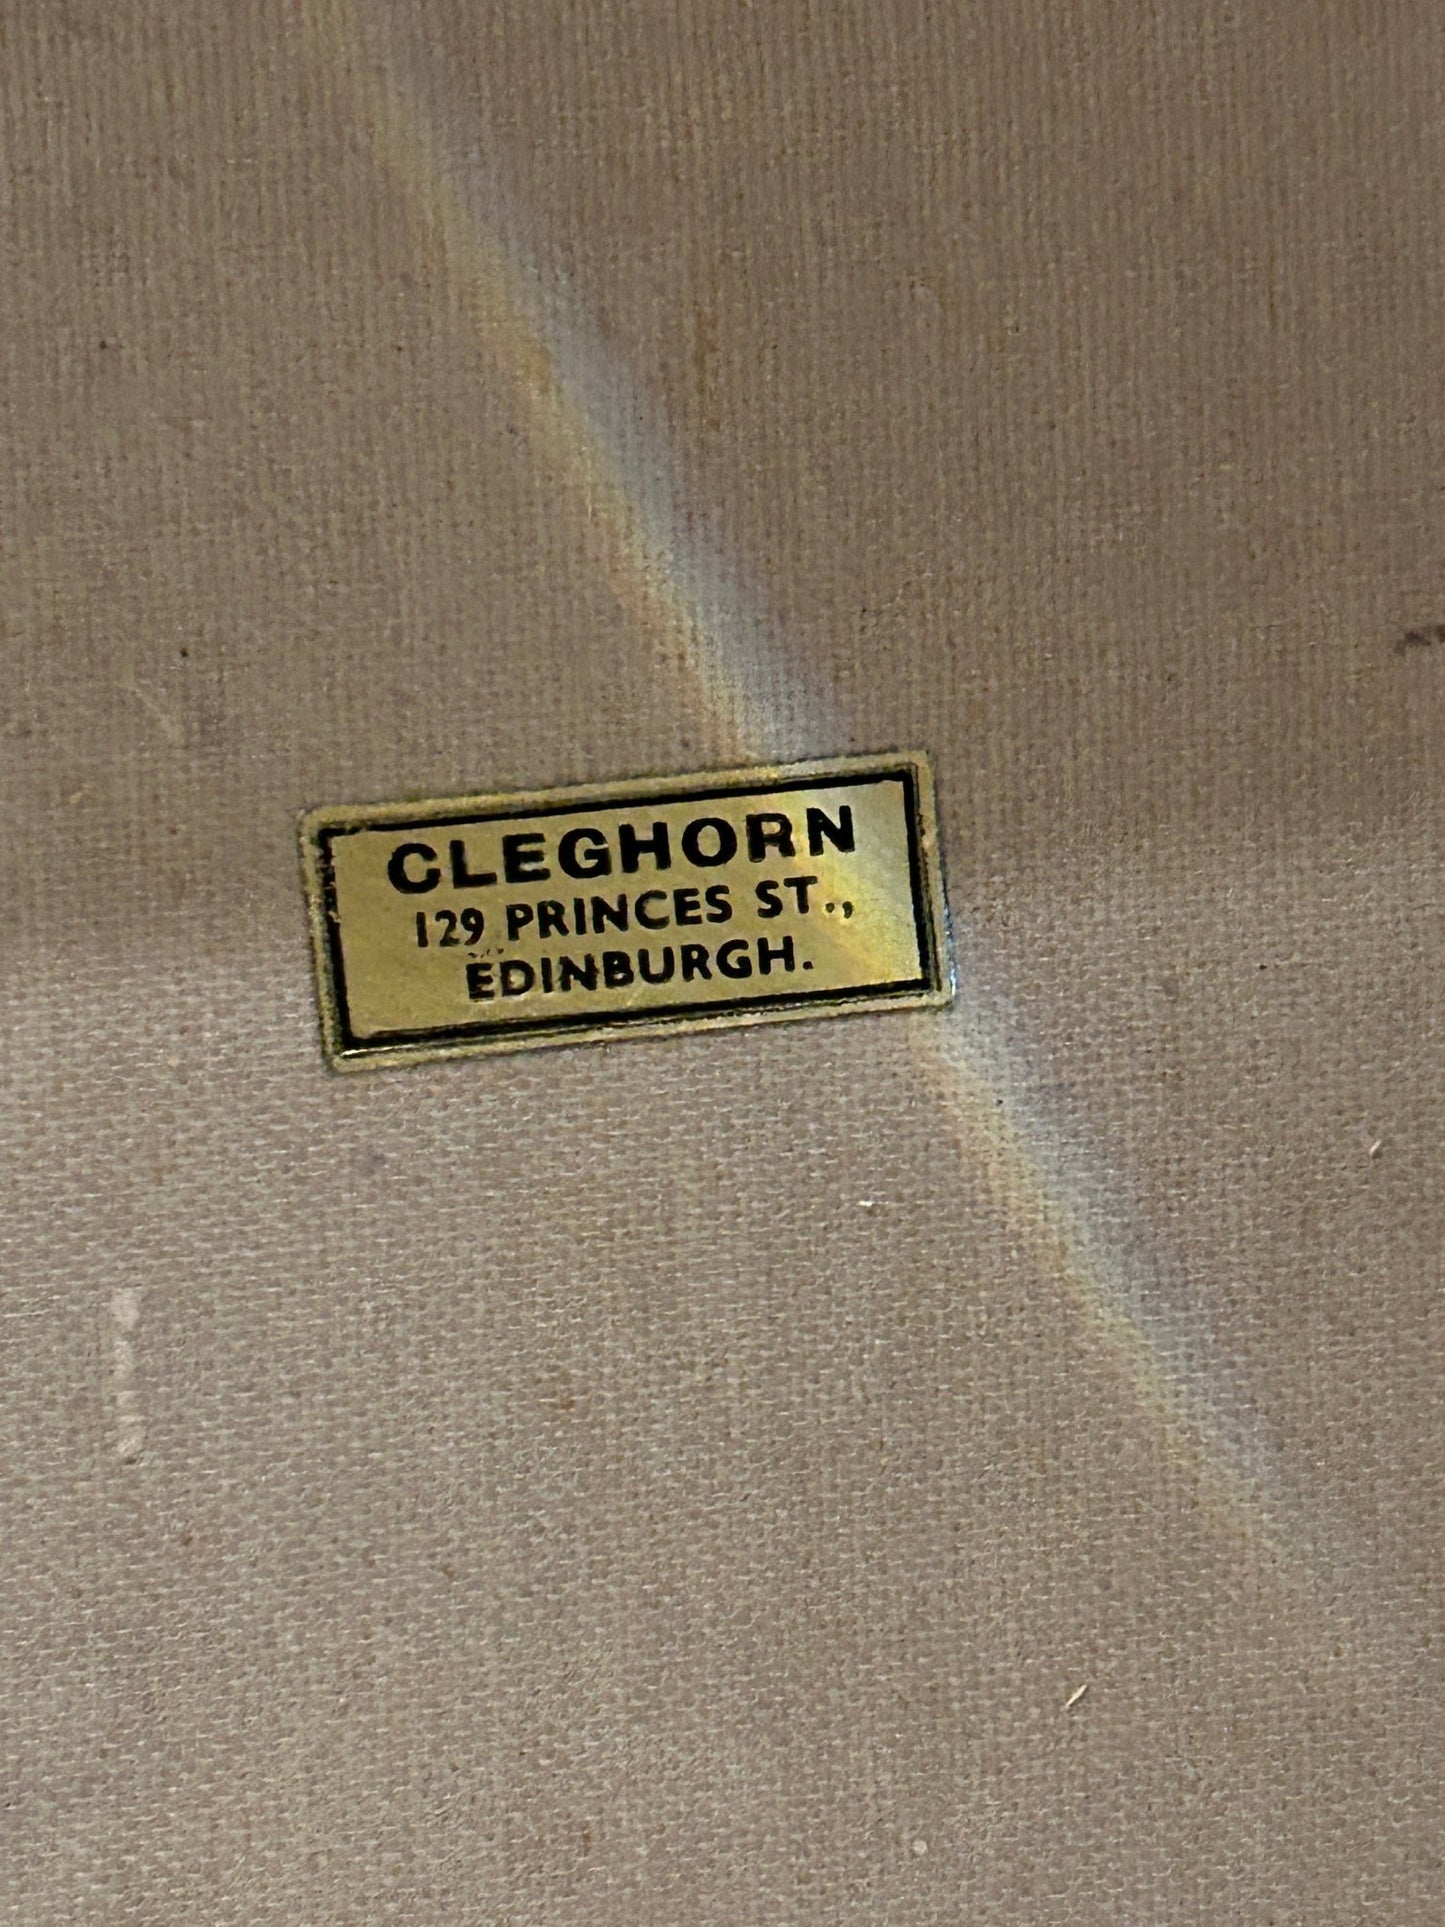 CLEGHORN
129 PRINCES ST.,
EDINBURGH.